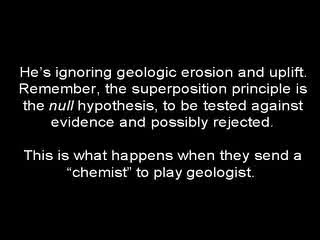 He's ignoring geologic erosion and uplift.
Remember, the superposition principle is
the null hypothesis, to be tested against
evidence and possibly rejected.
This is what happens when they send a
“chemist” to play geologist.